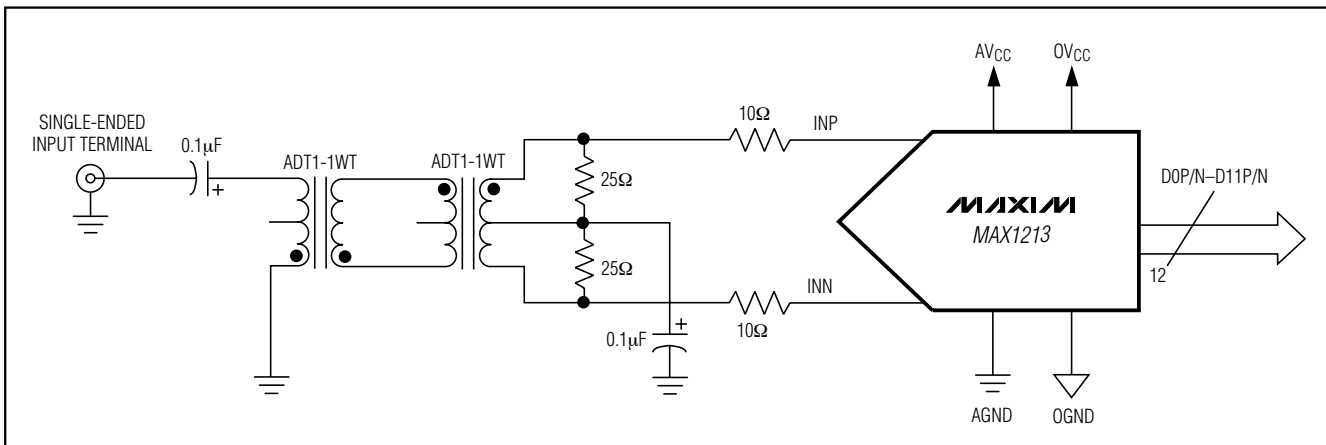 AVCC
OVCC
SINGLE-ENDED
INPUT TERMINAL
0.1μF
+
ADT1-1WT
ADT1-1WT
10Ω
INP
25Ω
25Ω
D0P/N–D11P/N
MAXIM
MAX1213
12
INN
10Ω
0.1μF
+
AGND
OGND